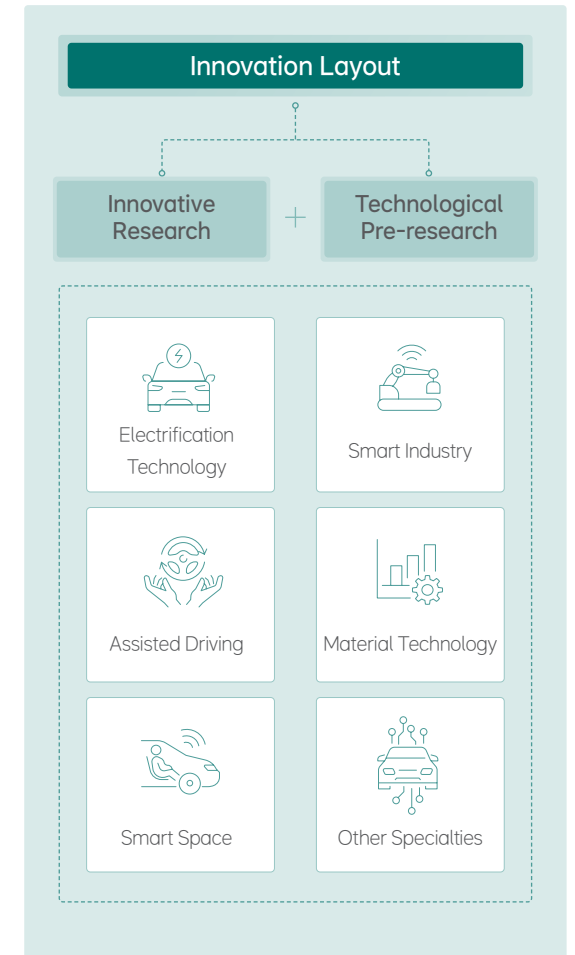 Innovation Layout
Innovative
Research
+
Technological
Pre-research
Electrification
Technology
Smart Industry
Assisted Driving
Material Technology
Smart Space
Other Specialties